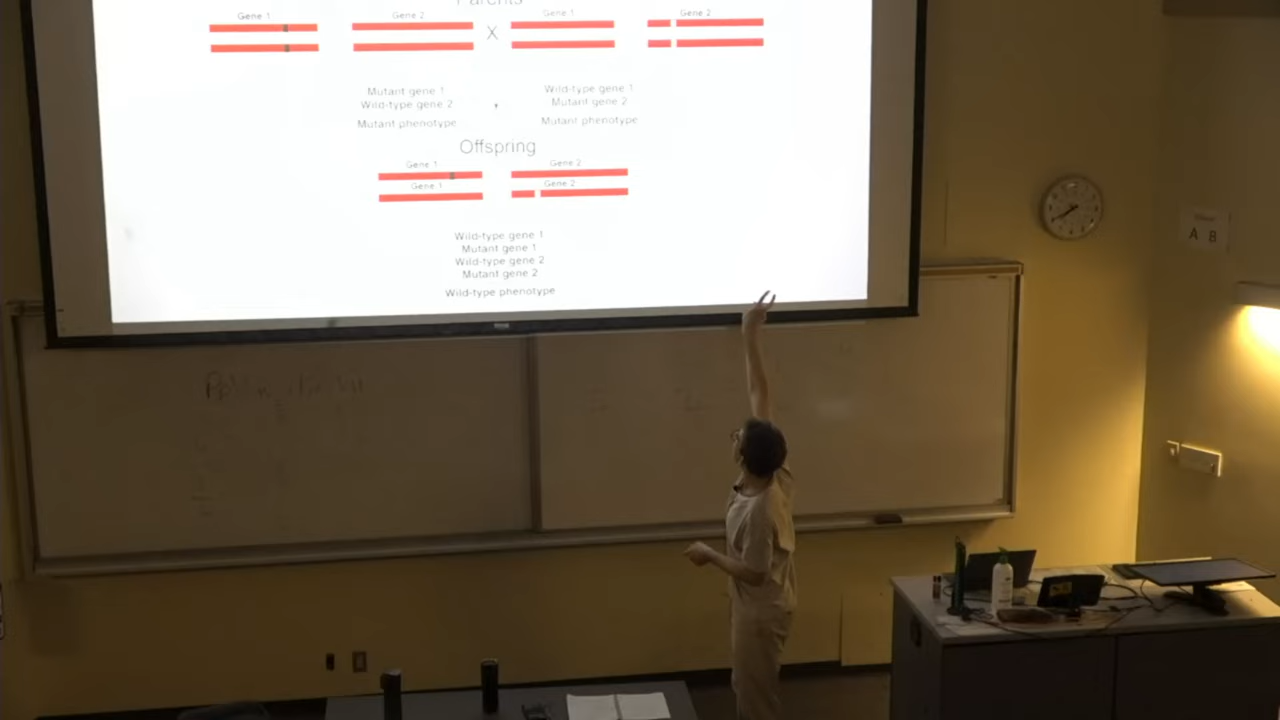 Parents
Gene 1
Gene 2
X
Gene 1
Gene 2
Mutant gene 1
Wild-type gene 2
Mutant phenotype
Wild-type gene 1
Mutant gene 2
Mutant phenotype
Offspring
Gene 1
Gene 2
Gene 1
Gene 2
Wild-type gene 1
Mutant gene 1
Wild-type gene 2
Mutant gene 2
Wild-type phenotype
A B